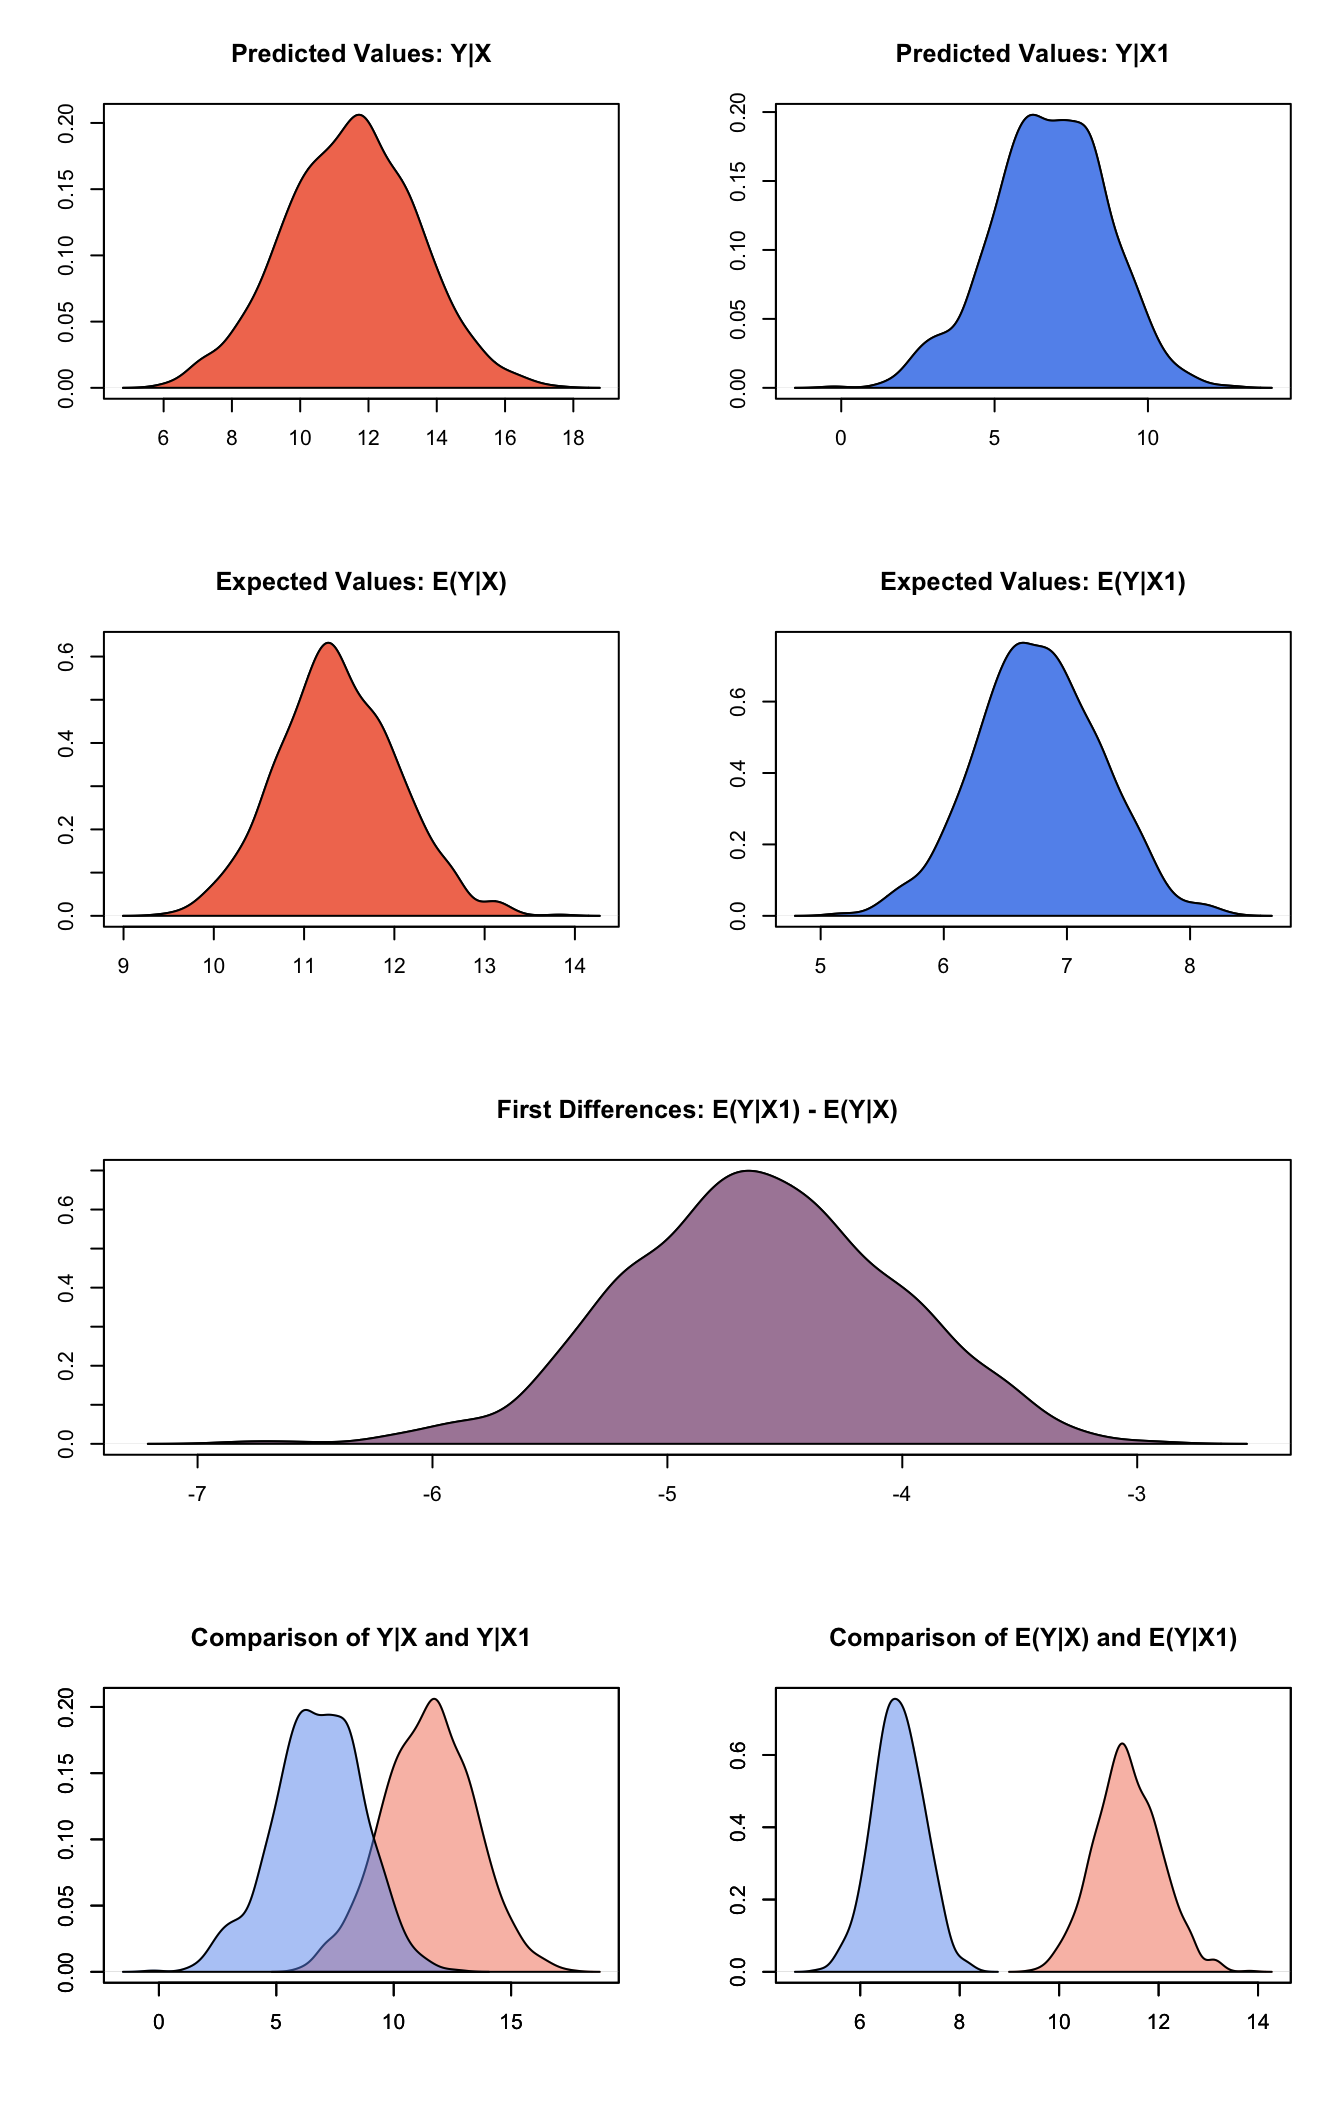 Predicted Values: Y|X
0.00 0.05 0.10 0.15 0.20
6 8 10 12 14 16 18
Predicted Values: Y|X1
0.00 0.05 0.10 0.15 0.20
0 5 10
Expected Values: E(Y|X)
0.0 0.2 0.4 0.6
9 10 11 12 13 14
Expected Values: E(Y|X1)
0.0 0.2 0.4 0.6
5 6 7 8
First Differences: E(Y|X1) - E(Y|X)
0.0 0.2 0.4 0.6
-7 -6 -5 -4 -3
Comparison of Y|X and Y|X1
0.00 0.05 0.10 0.15 0.20
0 5 10 15
Comparison of E(Y|X) and E(Y|X1)
0.0 0.2 0.4 0.6
6 8 10 12 14